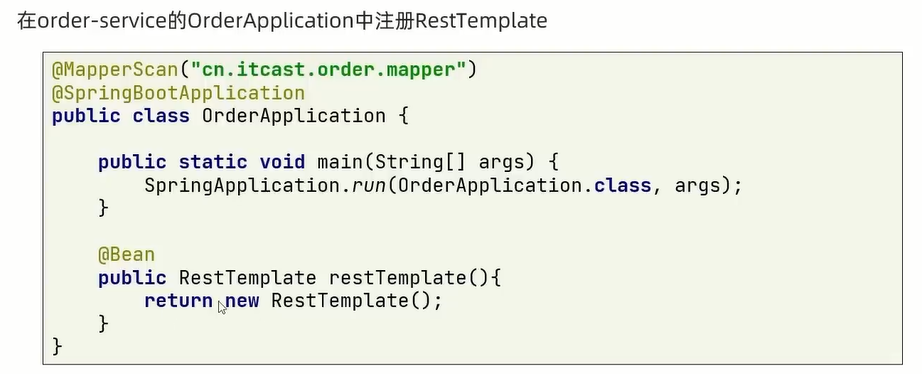 在order-service的OrderApplication中注册RestTemplate
@MapperScan("cn.itcast.order.mapper")
@SpringBootApplication
public class OrderApplication {
public static void main(String[] args) {
SpringApplication.run(OrderApplication.class, args);
}
@Bean
public RestTemplate restTemplate(){
return new RestTemplate();
}
}